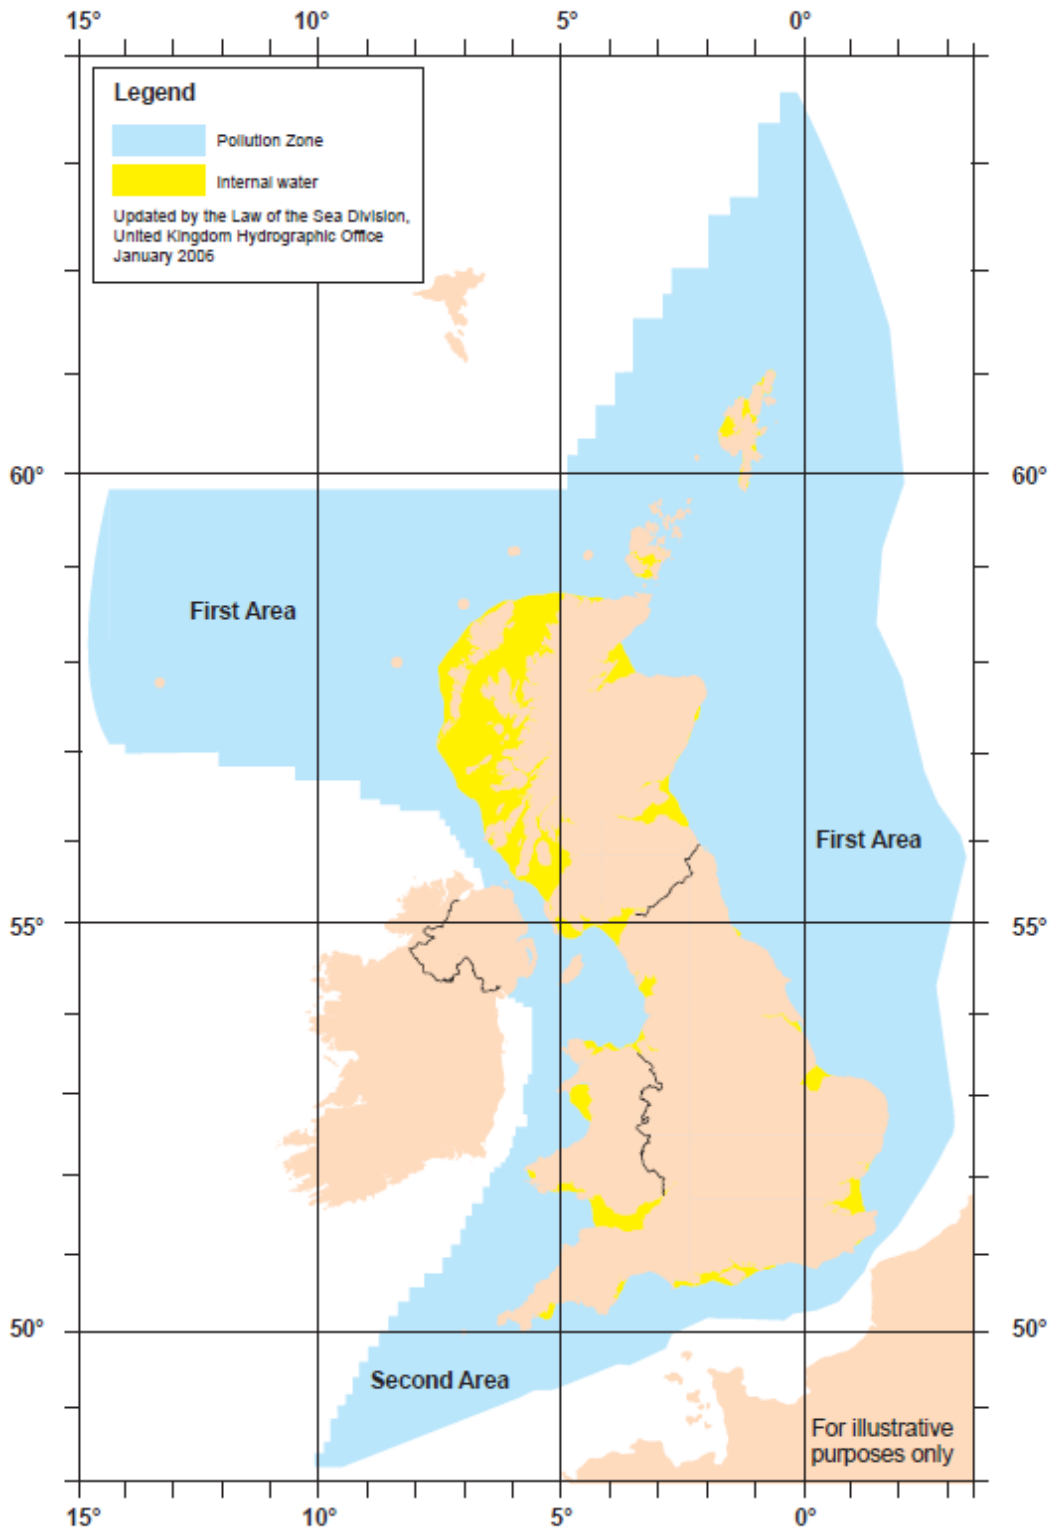 15°
10°
5°
0°
Legend
Pollution Zone
Internal water
Updated by the Law of the Sea Division,
United Kingdom Hydrographic Office
January 2006
60°
60°
First Area
First Area
55°
55°
50°
50°
Second Area
For illustrative
purposes only
15°
10°
5°
0°